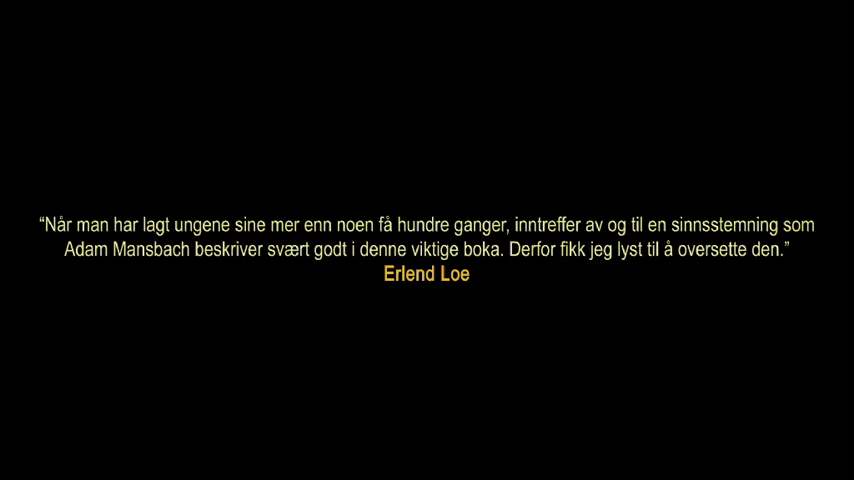 “Når man har lagt ungene sine mer enn noen få hundre ganger, inntreffer av og til en sinnsstemning som
Adam Mansbach beskriver svært godt i denne viktige boka. Derfor fikk jeg lyst til å oversette den.”
Erlend Loe